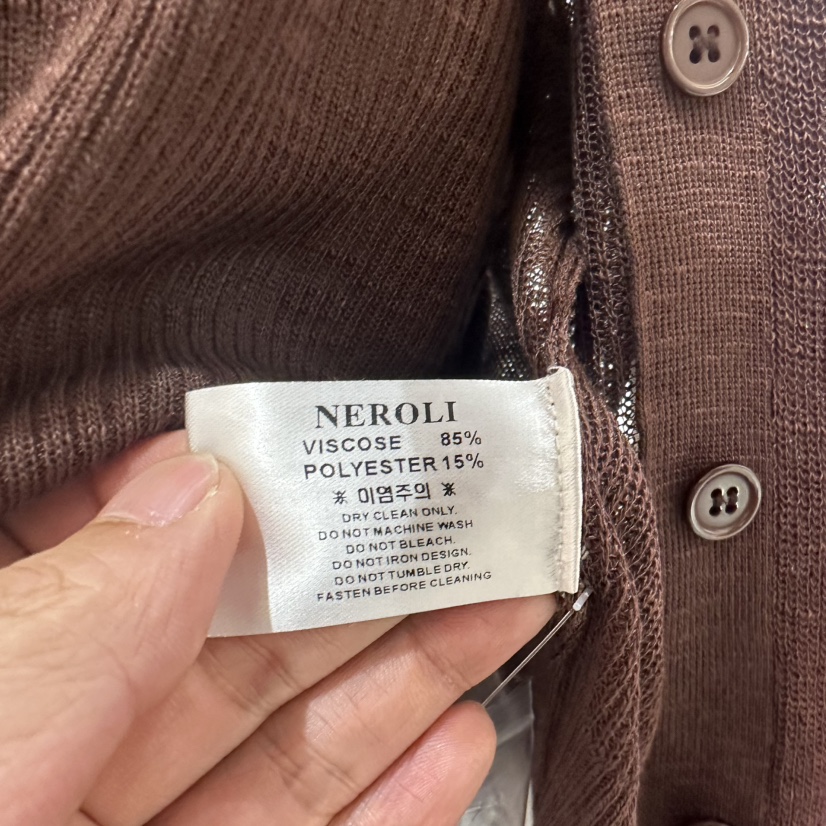 NEROLI
VISCOSE 85%
POLYESTER 15%
※ 이염주의 ※
DRY CLEAN ONLY.
DO NOT MACHINE WASH
DO NOT BLEACH.
DO NOT IRON DESIGN.
DO NOT TUMBLE DRY.
FASTEN BEFORE CLEANING